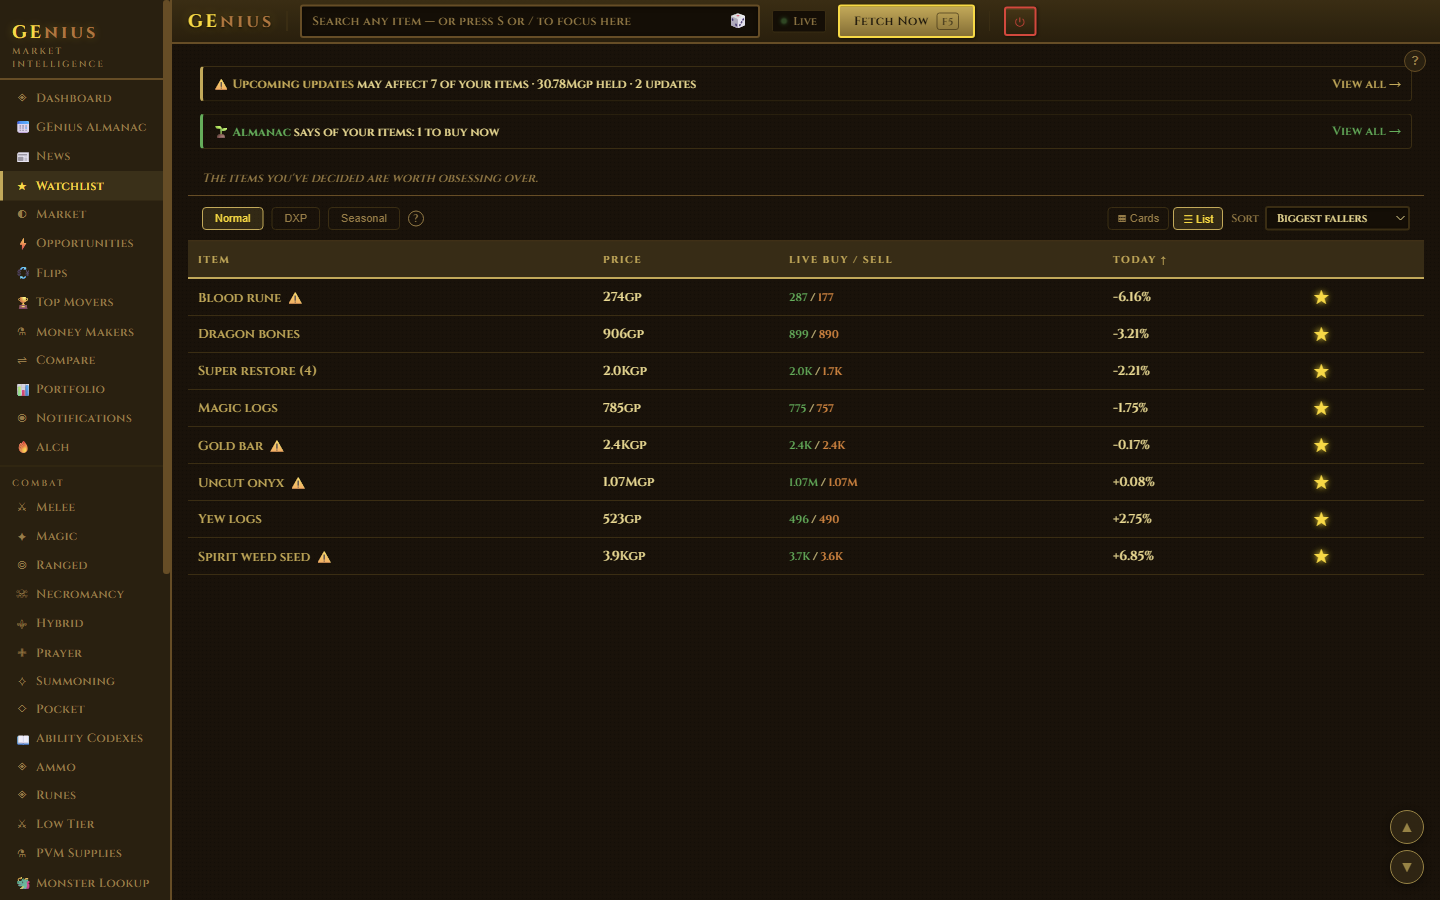 GENIUS
MARKET
INTELLIGENCE
DASHBOARD
GENIUS ALMANAC
NEWS
WATCHLIST
MARKET
OPPORTUNITIES
FLIPS
TOP MOVERS
MONEY MAKERS
COMPARE
PORTFOLIO
NOTIFICATIONS
ALCH
COMBAT
MELEE
MAGIC
RANGED
NECROMANCY
HYBRID
PRAYER
SUMMONING
POCKET
ABILITY CODEXES
AMMO
RUNES
LOW TIER
PVM SUPPLIES
MONSTER LOOKUP
GENIUS
SEARCH ANY ITEM — OR PRESS S OR / TO FOCUS HERE
LIVE
FETCH NOW F5
?
UPCOMING UPDATES MAY AFFECT 7 OF YOUR ITEMS · 30.78MGP HELD · 2 UPDATES
VIEW ALL →
ALMANAC SAYS OF YOUR ITEMS: 1 TO BUY NOW
VIEW ALL →
THE ITEMS YOU'VE DECIDED ARE WORTH OBSESSING OVER.
Normal DXP Seasonal ?
Cards List SORT BIGGEST FALLERS
ITEM PRICE LIVE BUY / SELL TODAY ↑
BLOOD RUNE 274GP 287 / 177 -6.16%
DRAGON BONES 906GP 899 / 890 -3.21%
SUPER RESTORE (4) 2.0KGP 2.0K / 1.7K -2.21%
MAGIC LOGS 785GP 775 / 757 -1.75%
GOLD BAR 2.4KGP 2.4K / 2.4K -0.17%
UNCUT ONYX 1.07MGP 1.07M / 1.07M +0.08%
YEW LOGS 523GP 496 / 490 +2.75%
SPIRIT WEED SEED 3.9KGP 3.7K / 3.6K +6.85%